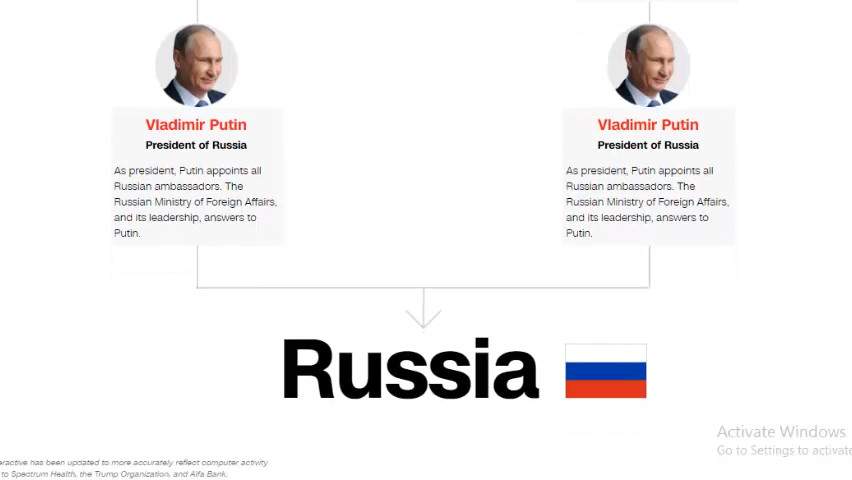 Vladimir Putin
President of Russia
As president, Putin appoints all
Russian ambassadors. The
Russian Ministry of Foreign Affairs,
and its leadership, answers to
Putin.
Vladimir Putin
President of Russia
As president, Putin appoints all
Russian ambassadors. The
Russian Ministry of Foreign Affairs,
and its leadership, answers to
Putin.
Russia
Activate Windows
Go to Settings to activate
eractive has been updated to more accurately reflect computer activity
to Spectrum Health, the Trump Organization, and Alfa Bank.